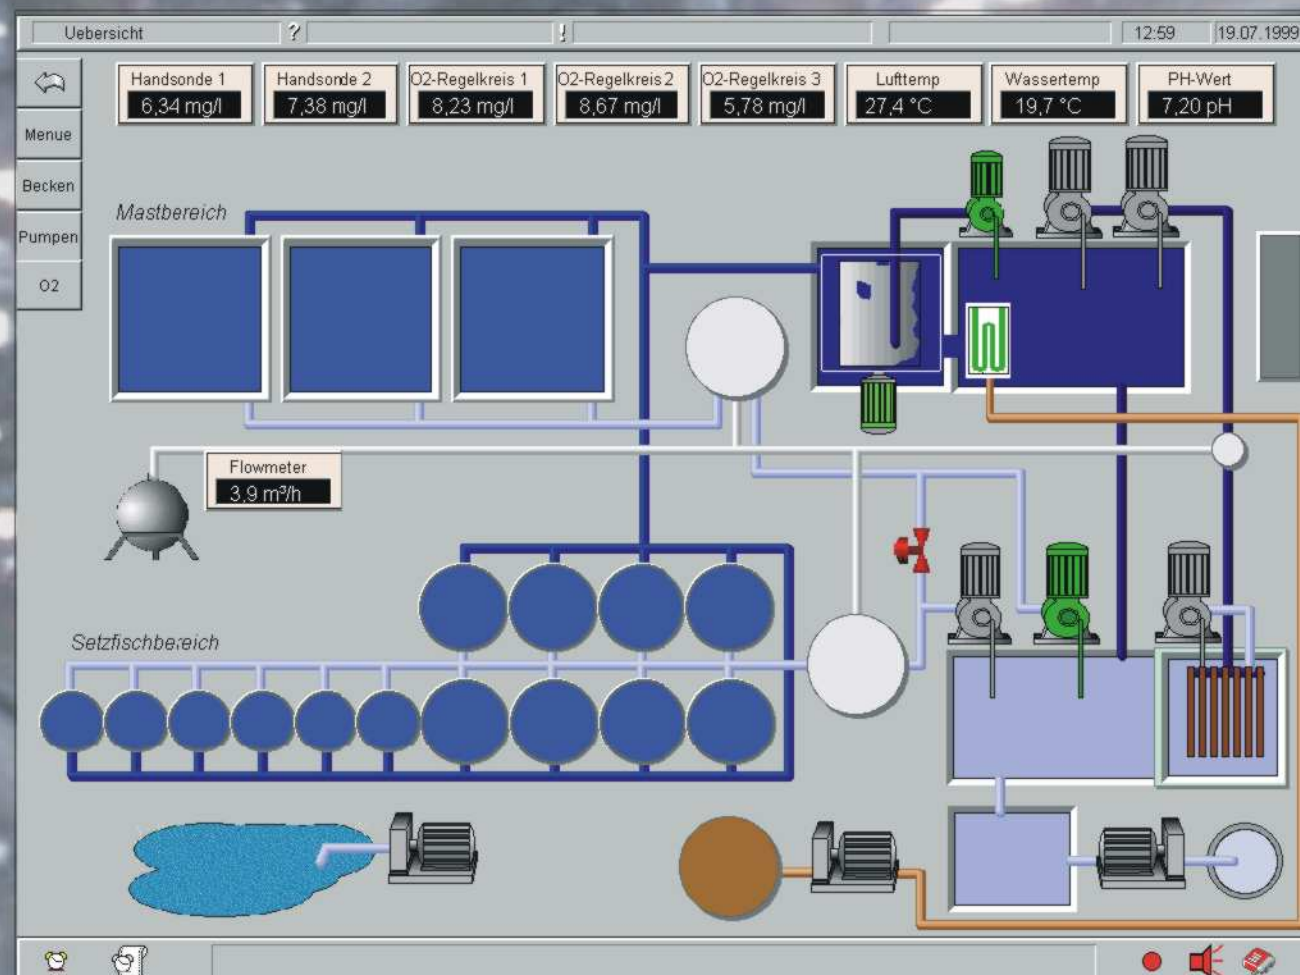 Uebersicht
?
!
12:59
19.07.1999
Menue
Becken
Pumpen
O2
Handsonde 1
6,34 mg/l
Handsonde 2
7,38 mg/l
O2-Regelkreis 1
8,23 mg/l
O2-Regelkreis2
8,67 mg/l
O2-Regelkreis 3
5,78 mg/l
Lufttemp
27,4 °C
Wassertemp
19,7 °C
PH-Wert
7,20 pH
Mastbereich
Flowmeter
3,9 m³/h
Setzfischbereich